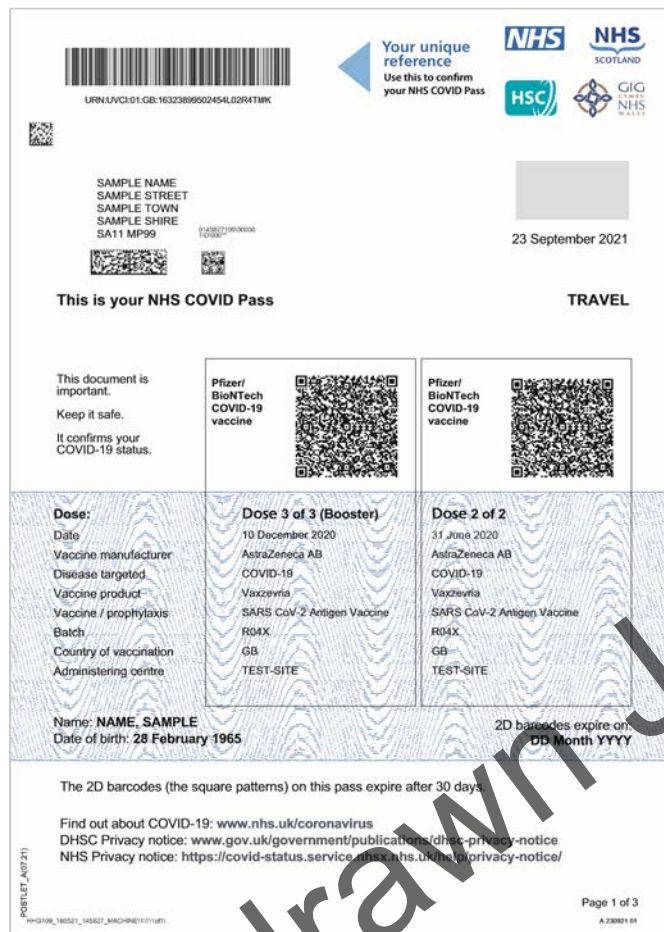 Your unique
reference
Use this to confirm
your NHS COVID Pass
NHS
NHS
SCOTLAND
HSC
GIG
CYMRU
NHS
WALES
URN:UVCI:01:GB:16323899502454L02R4TII#K
SAMPLE NAME
SAMPLE STREET
SAMPLE TOWN
SAMPLE SHIRE
SA11 MP99
23 September 2021
This is your NHS COVID Pass
TRAVEL
This document is
important.
Keep it safe.
It confirms your
COVID-19 status.
Pfizer/
BioNTech
COVID-19
vaccine
Pfizer/
BioNTech
COVID-19
vaccine
Dose: Dose 3 of 3 (Booster) Dose 2 of 2
Date 10 December 2020 31 June 2020
Vaccine manufacturer AstraZeneca AB AstraZeneca AB
Disease targeted COVID-19 COVID-19
Vaccine product Vaxzevria Vaxzevria
Vaccine / prophylaxis SARS CoV-2 Antigen Vaccine SARS CoV-2 Antigen Vaccine
Batch R04X R04X
Country of vaccination GB GB
Administering centre TEST-SITE TEST-SITE
Name: NAME, SAMPLE
Date of birth: 28 February 1965
2D barcodes expire on:
DD Month YYYY
The 2D barcodes (the square patterns) on this pass expire after 30 days.
Find out about COVID-19: www.nhs.uk/coronavirus
DHSC Privacy notice: www.gov.uk/government/publications/dhsc-privacy-notice
NHS Privacy notice: https://covid-status.service.nhsx.nhs.uk/help/privacy-notice/
POSTLET_A(07.21)
Page 1 of 3
A 230921 01